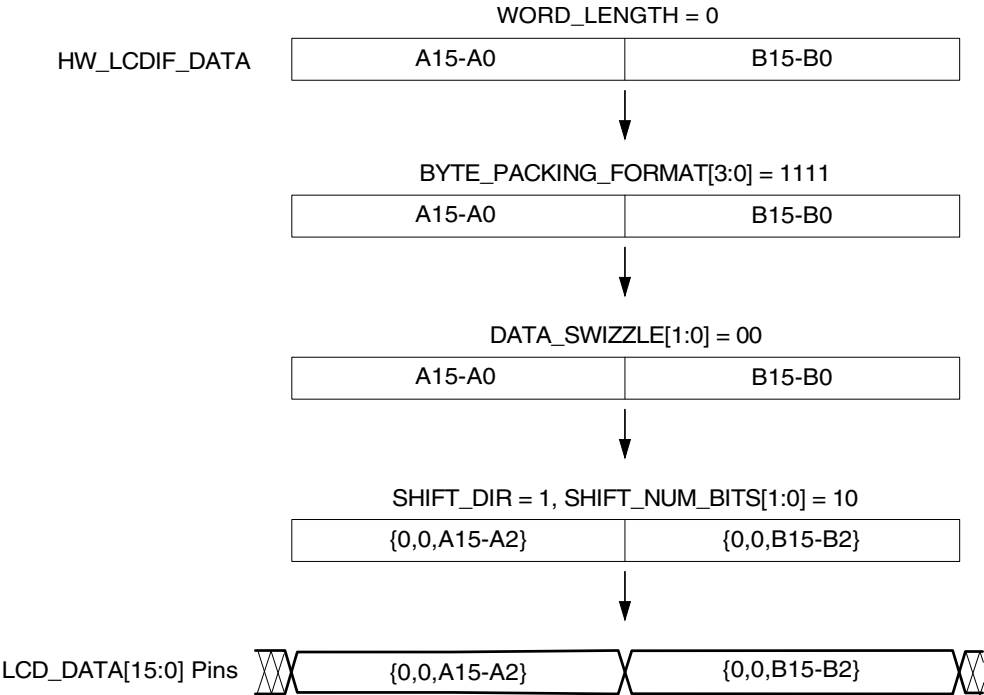 WORD_LENGTH = 0
HW_LCDIF_DATA A15-A0 B15-B0
BYTE_PACKING_FORMAT[3:0] = 1111
A15-A0 B15-B0
DATA_SWIZZLE[1:0] = 00
A15-A0 B15-B0
SHIFT_DIR = 1, SHIFT_NUM_BITS[1:0] = 10
{0,0,A15-A2} {0,0,B15-B2}
LCD_DATA[15:0] Pins {0,0,A15-A2} {0,0,B15-B2}